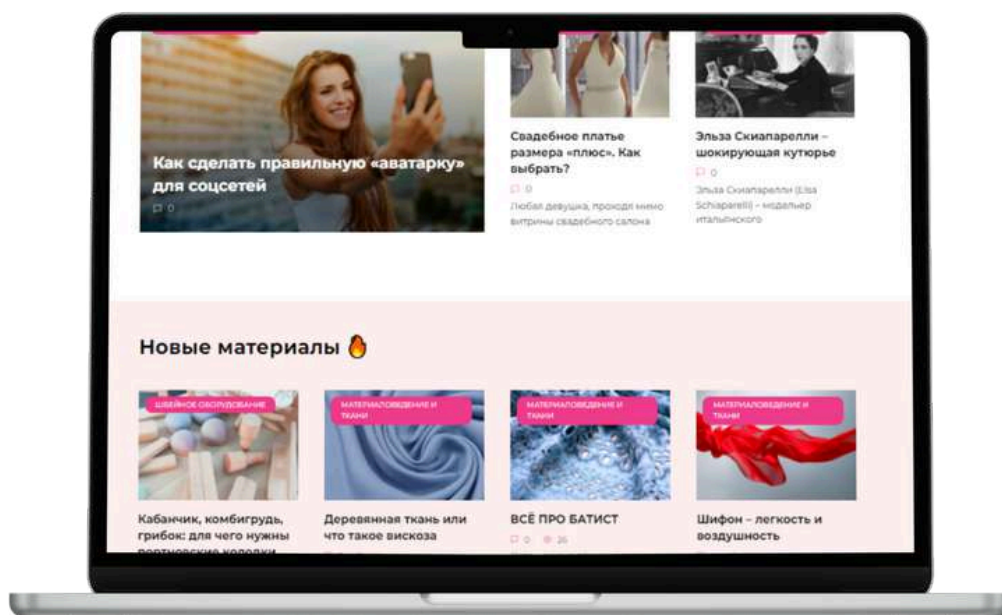 Как сделать правильную «аватарку»
для соцсетей
0
Свадебное платье
размера «плюс». Как
выбрать?
0
Любая девушка, проходя мимо
витрины свадебного салона
Эльза Скиапарелли –
шокирующая кутюрье
0
Эльза Скиапарелли (Elsa
Schiaparelli) – модельер
итальянского
Новые материалы 🔥
ШВЕЙНОЕ ОБОРУДОВАНИЕ
Кабанчик, комбигрудь,
грибок: для чего нужны
портновские колодки
МАТЕРИАЛОВЕДЕНИЕ И
ТКАНИ
Деревянная ткань или
что такое вискоза
МАТЕРИАЛОВЕДЕНИЕ И
ТКАНИ
ВСЁ ПРО БАТИСТ
0 26
МАТЕРИАЛОВЕДЕНИЕ И
ТКАНИ
Шифон – легкость и
воздушность